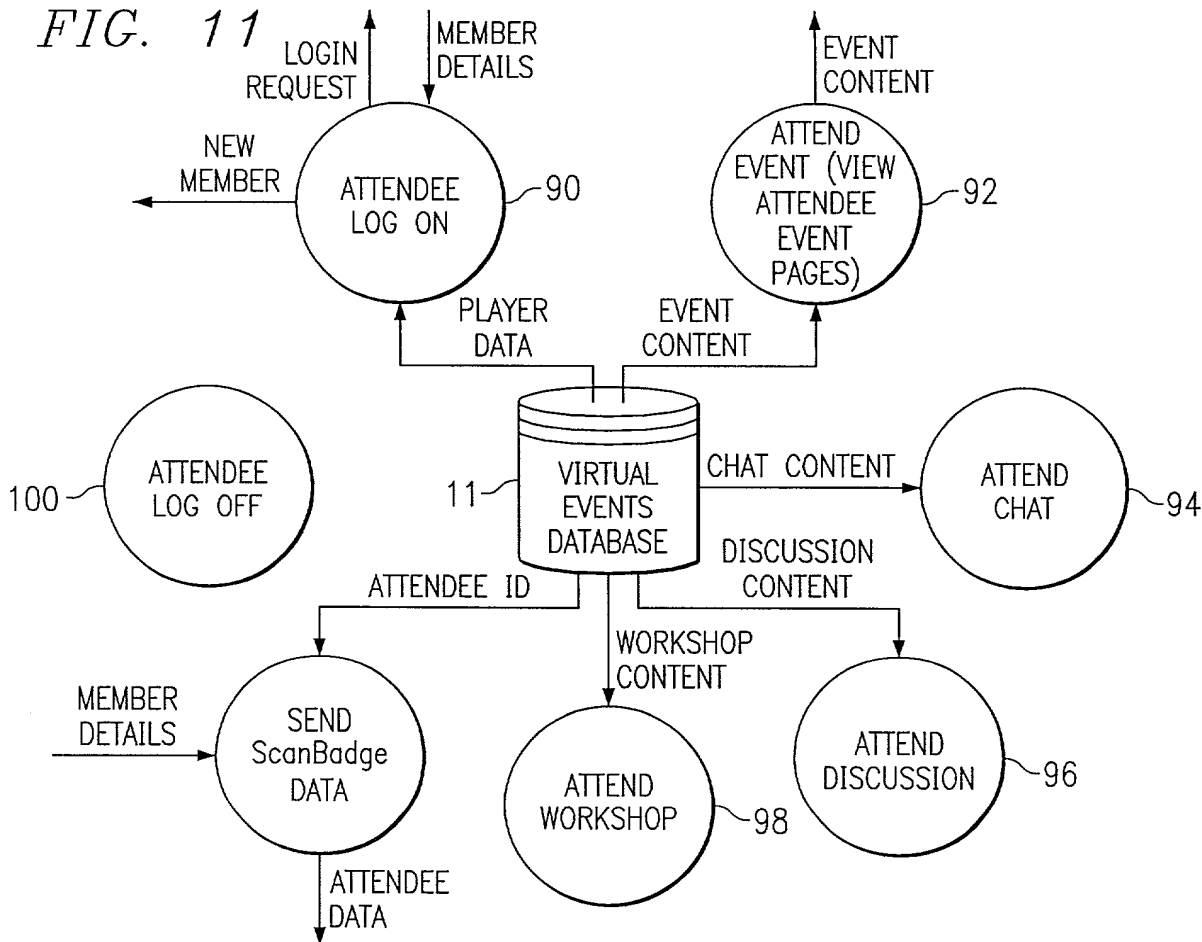 FIG. 11
LOGIN
REQUEST
MEMBER
DETAILS
EVENT
CONTENT
NEW
MEMBER
ATTENDEE
LOG ON
90
ATTEND
EVENT (VIEW
ATTENDEE
EVENT
PAGES)
92
PLAYER
DATA
EVENT
CONTENT
ATTENDEE
LOG OFF
100
11
VIRTUAL
EVENTS
DATABASE
CHAT CONTENT
ATTEND
CHAT
94
ATTENDEE ID
DISCUSSION
CONTENT
WORKSHOP
CONTENT
MEMBER
DETAILS
SEND
ScanBadge
DATA
ATTEND
WORKSHOP
98
ATTEND
DISCUSSION
96
ATTENDEE
DATA